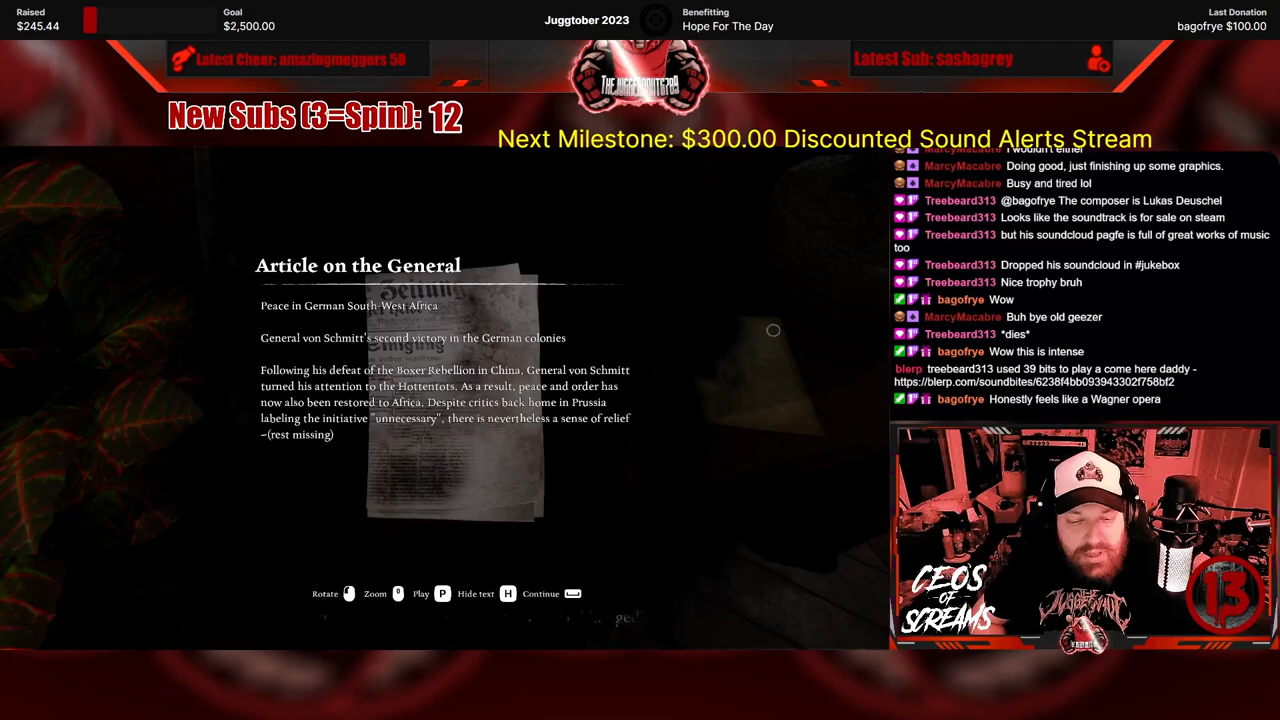 Raised
$245.44
Goal
$2,500.00
Juggtober 2023
Benefitting
Hope For The Day
Last Donation
bagofrye $100.00
Latest Cheer: amazingmeggers 50
THEJUGGERNAUT6789
Latest Sub: sashagrey
New Subs (3=Spin): 12
Next Milestone: $300.00 Discounted Sound Alerts Stream
MarcyMacabre I wouldn't either
MarcyMacabre Doing good, just finishing up some graphics.
MarcyMacabre Busy and tired lol
Treebeard313 @bagofrye The composer is Lukas Deuschel
Treebeard313 Looks like the soundtrack is for sale on steam
Treebeard313 but his soundcloud pagfe is full of great works of music
too
Treebeard313 Dropped his soundcloud in #jukebox
Treebeard313 Nice trophy bruh
bagofrye Wow
MarcyMacabre Buh bye old geezer
Treebeard313 *dies*
bagofrye Wow this is intense
blerp treebeard313 used 39 bits to play a come here daddy -
https://blerp.com/soundbites/6238f4bb093943302f758bf2
bagofrye Honestly feels like a Wagner opera
Article on the General
Zeitung
Peace in German South-West Africa
General von Schmitt's second victory in the German colonies
Einigung
Following his defeat of the Boxer Rebellion in China, General von Schmitt
turned his attention to the Hottentots. As a result, peace and order has
now also been restored to Africa. Despite critics back home in Prussia
labeling the initiative "unnecessary", there is nevertheless a sense of relief
~(rest missing)
Rotate Zoom Play P Hide text H Continue
CEOS
OF
SCREAMS
13